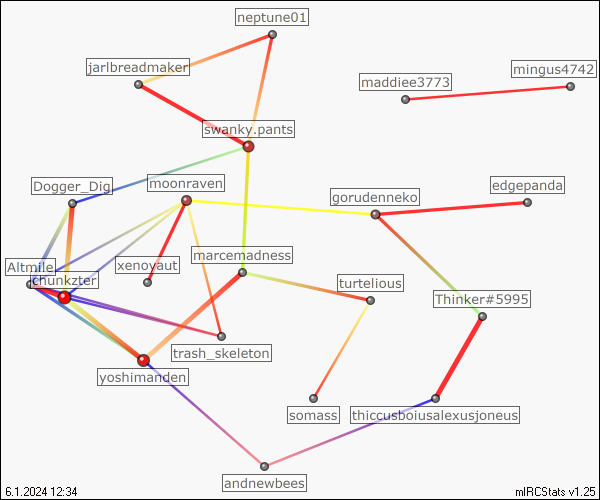 neptune01
jarlbreadmaker
mingus4742
maddiee3773
swanky.pants
Dogger_Dig
moonraven
edgepanda
gorudenneko
marcemadness
Altmile
xenoyaut
chunkzter
turtelious
Thinker#5995
trash_skeleton
yoshimanden
somass
thiccusboiusalexusjoneus
andnewbees
6.1.2024 12:34
mIRCStats v1.25